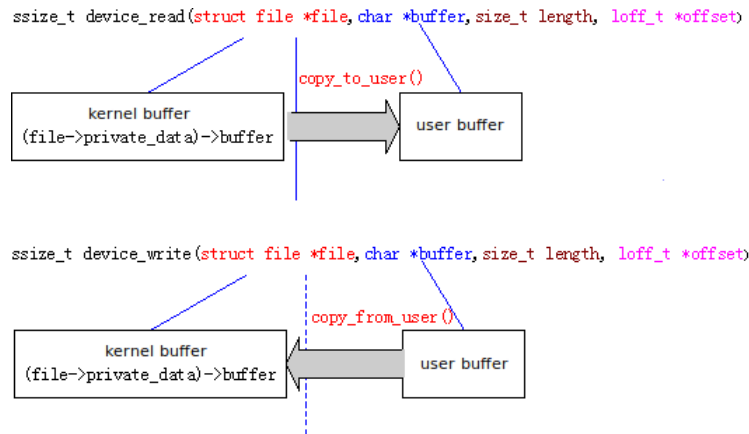 ssize_t device_read(struct file *file,char *buffer,size_t length, loff_t *offset)
copy_to_user()
kernel buffer
(file->private_data)->buffer
user buffer
ssize_t device_write(struct file *file,char *buffer,size_t length, loff_t *offset)
copy_from_user()
kernel buffer
(file->private_data)->buffer
user buffer